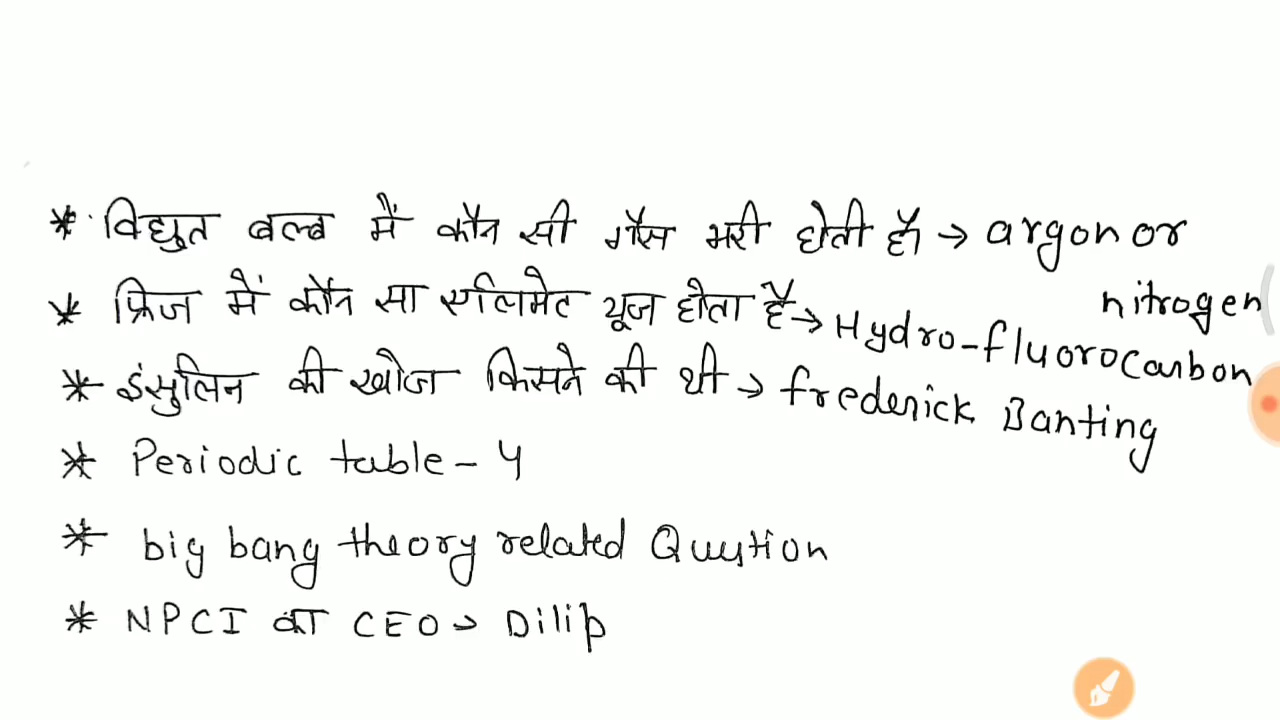 * विद्युत बल्ब में कौन सी गैस भरी होती है। → argon or
nitrogen
* फ्रिज में कौन सा एलिमेंट यूज होता है → Hydro-fluorocarbon
* इंसुलिन की खोज किसने की थी → frederick Banting
* Periodic table - 4
* big bang theory related Question
* NPCI का CEO → Dilip